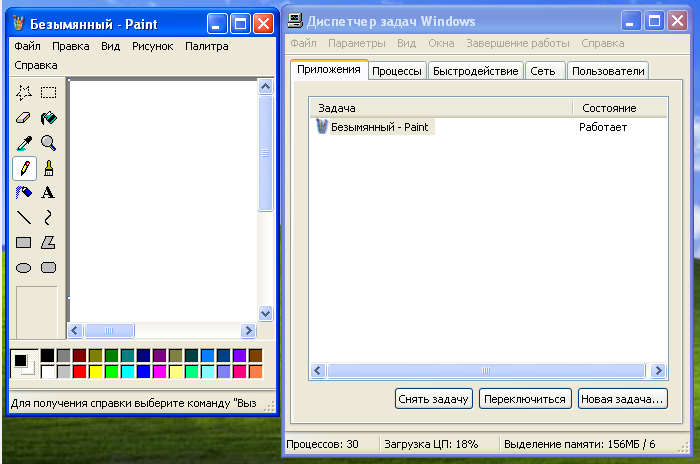 Безымянный - Paint
Файл Правка Вид Рисунок Палитра
Справка
A
Для получения справки выберите команду "Выз
Диспетчер задач Windows
Файл Параметры Вид Окна Завершение работы Справка
Приложения Процессы Быстродействие Сеть Пользователи
Задача Состояние
Безымянный - Paint Работает
Снять задачу Переключиться Новая задача...
Процессов: 30 Загрузка ЦП: 18% Выделение памяти: 156МБ / 6